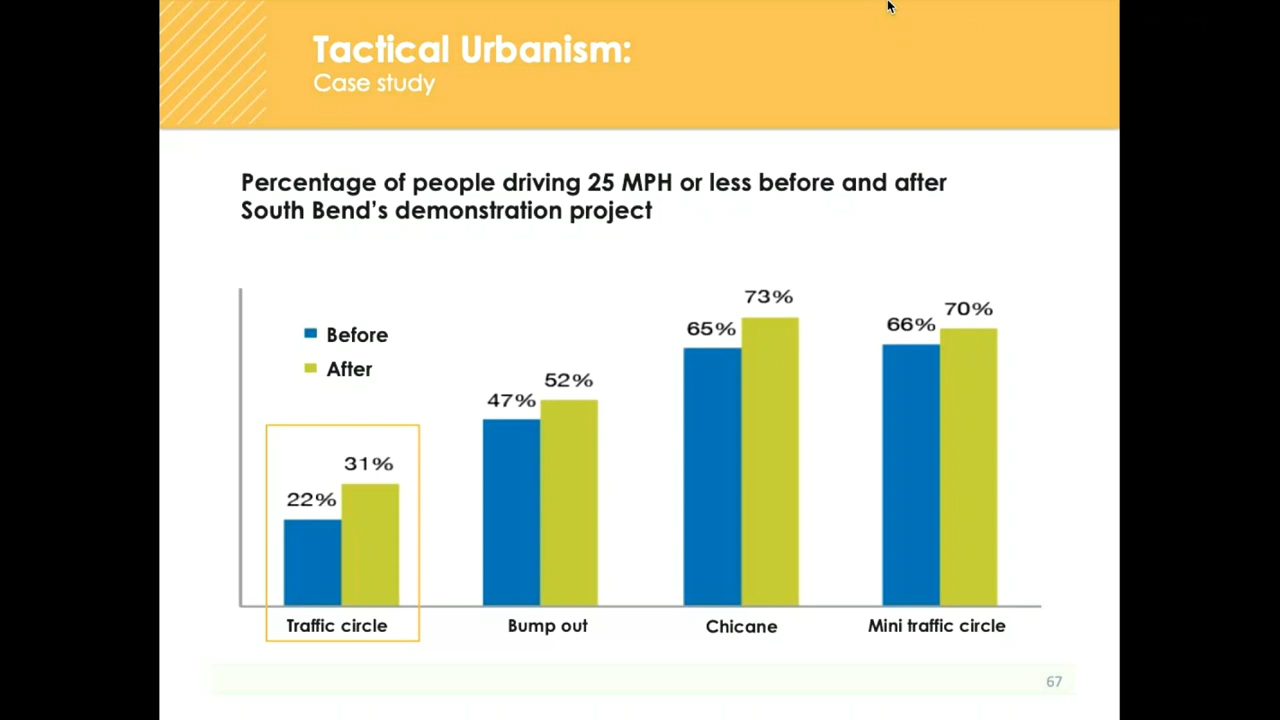 Tactical Urbanism:
Case study
Percentage of people driving 25 MPH or less before and after
South Bend’s demonstration project
Before
After
22%
31%
47%
52%
65%
73%
66%
70%
Traffic circle
Bump out
Chicane
Mini traffic circle
67